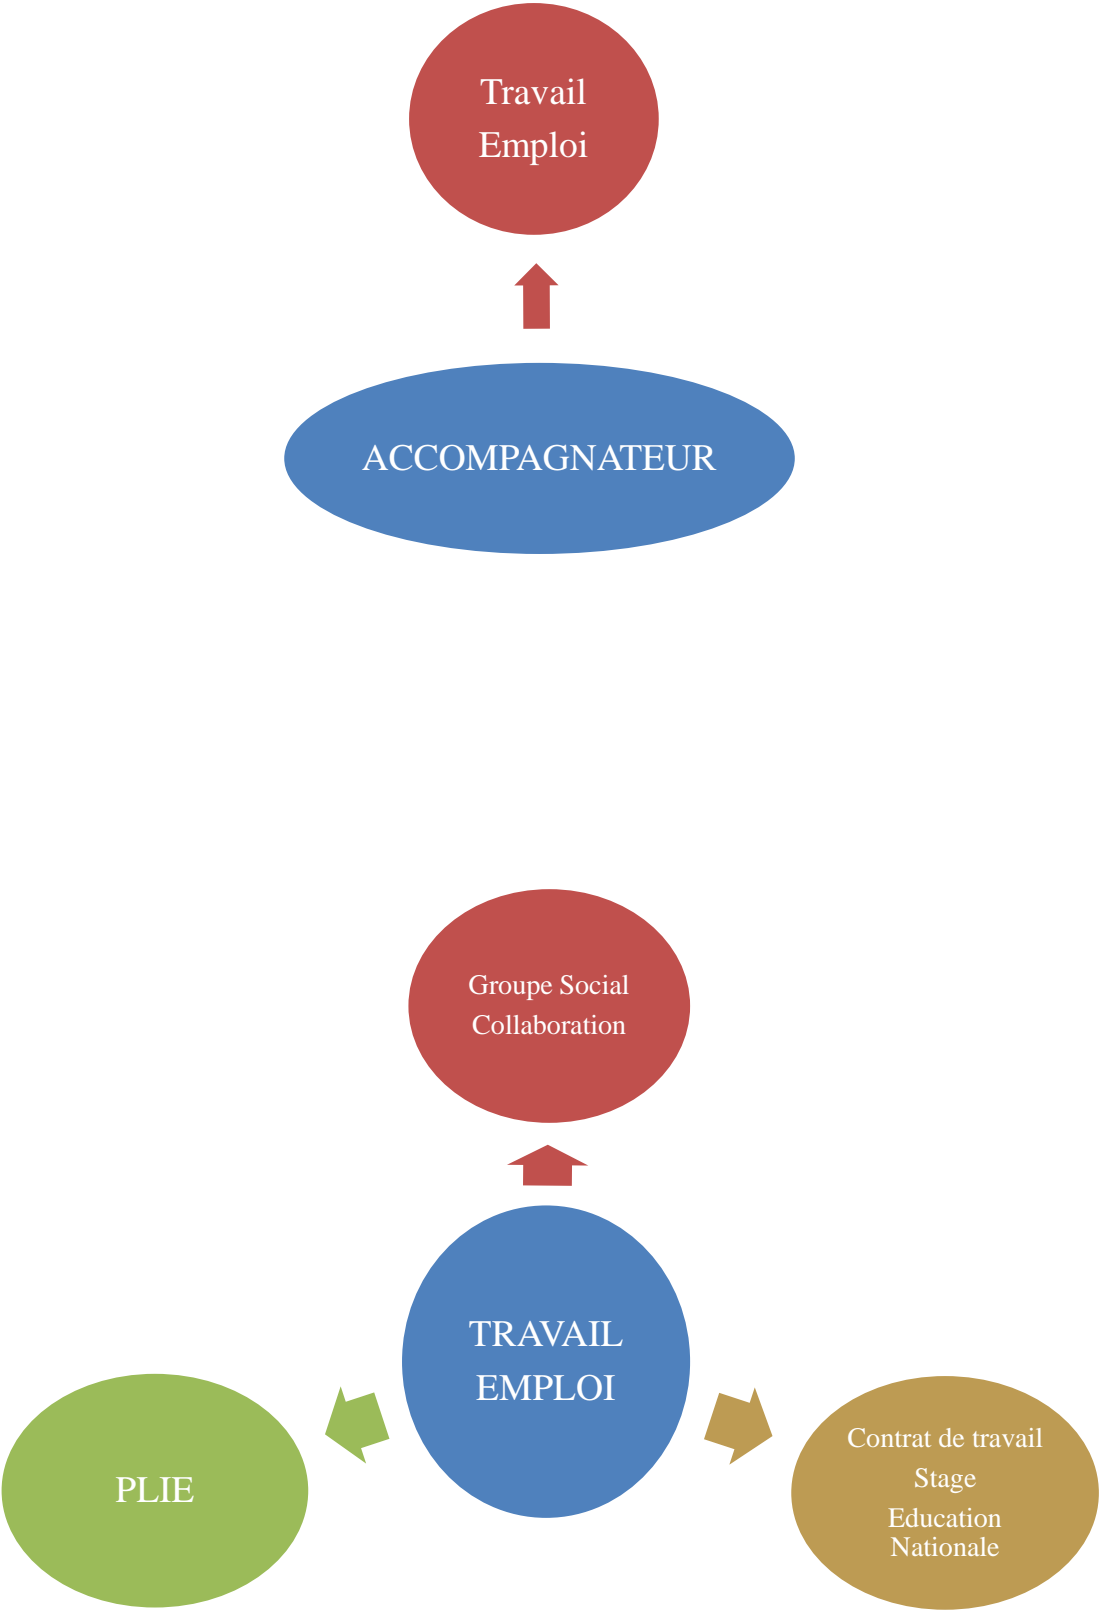 Travail
Emploi
ACCOMPAGNATEUR
Groupe Social
Collaboration
TRAVAIL
EMPLOI
PLIE
Contrat de travail
Stage
Education
Nationale